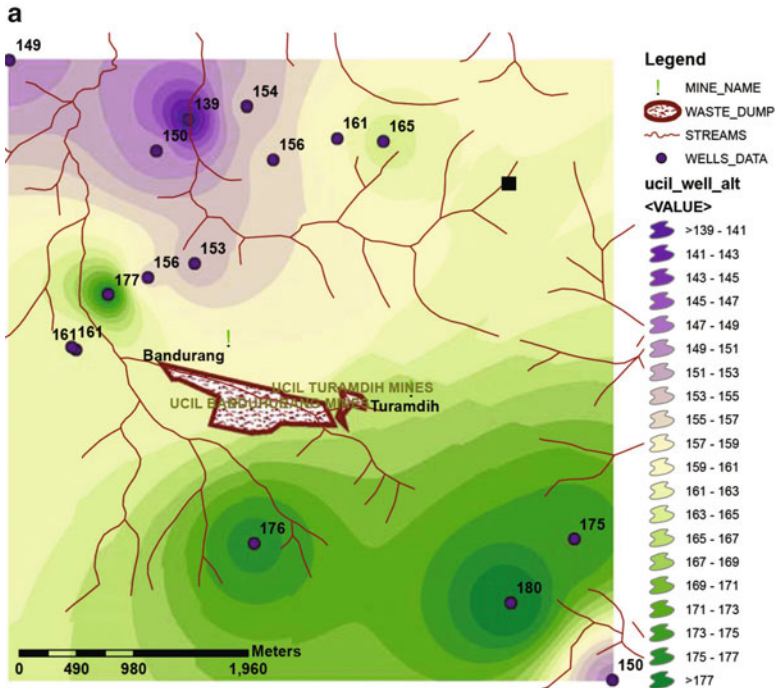 a
149
139
154
150
161
165
156
156
153
177
161
161
Bandurang
!
UCIL TURAMDIH MINES
UCIL BANDUHURANG MINES
Turamdih
176
175
180
150
Meters
0 490 980 1,960
Legend
! MINE_NAME
WASTE_DUMP
STREAMS
WELLS_DATA
ucil_well_alt
<VALUE>
>139 - 141
141 - 143
143 - 145
145 - 147
147 - 149
149 - 151
151 - 153
153 - 155
155 - 157
157 - 159
159 - 161
161 - 163
163 - 165
165 - 167
167 - 169
169 - 171
171 - 173
173 - 175
175 - 177
>177